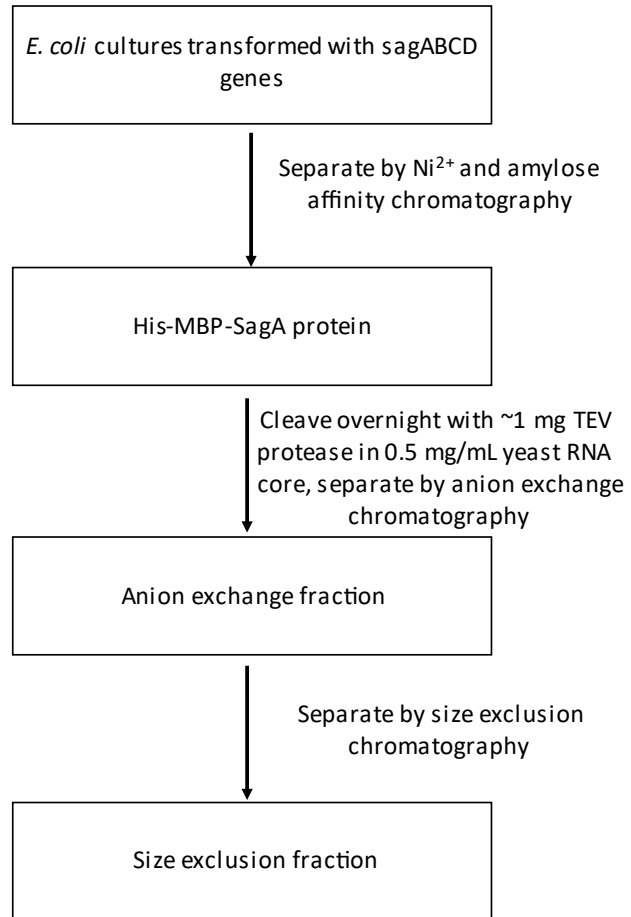 E. coli cultures transformed with sagABCD
genes
Separate by Ni²⁺ and amylose
affinity chromatography
His-MBP-SagA protein
Cleave overnight with ~1 mg TEV
protease in 0.5 mg/mL yeast RNA
core, separate by anion exchange
chromatography
Anion exchange fraction
Separate by size exclusion
chromatography
Size exclusion fraction